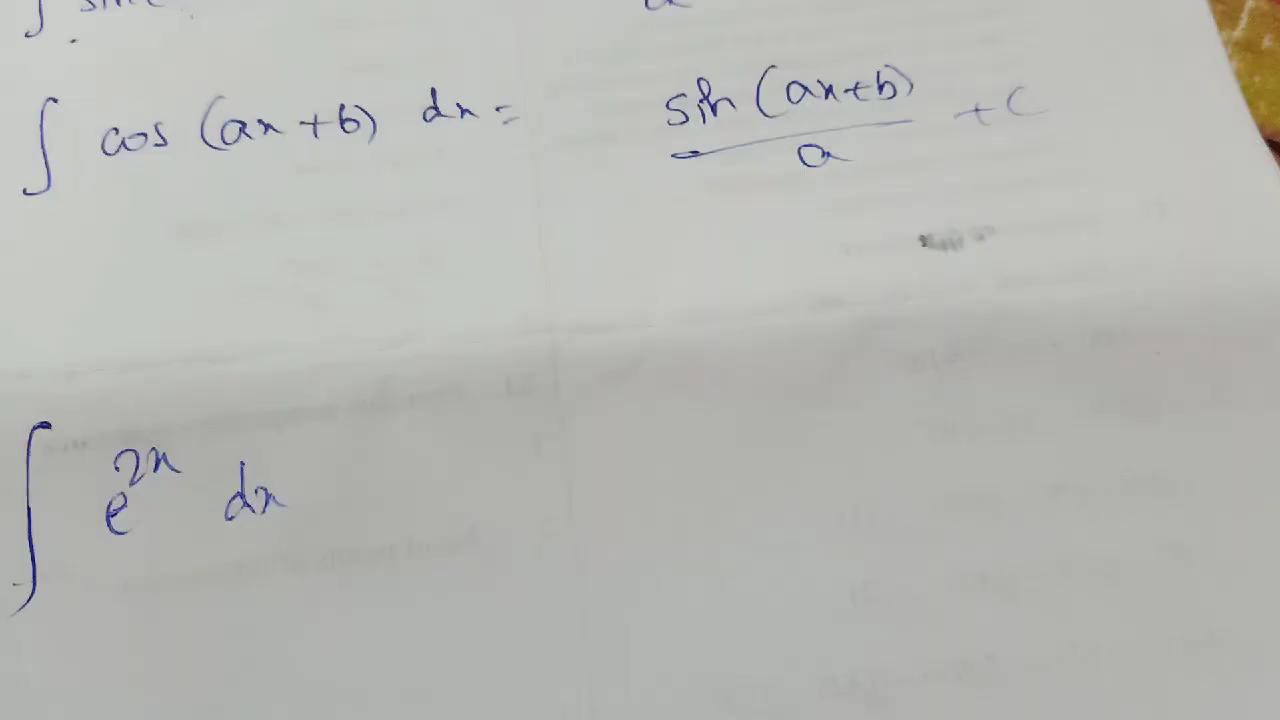 ∫ cos (ax + b) dx = sin (ax+b) / a + C
∫ e^{2x} dx